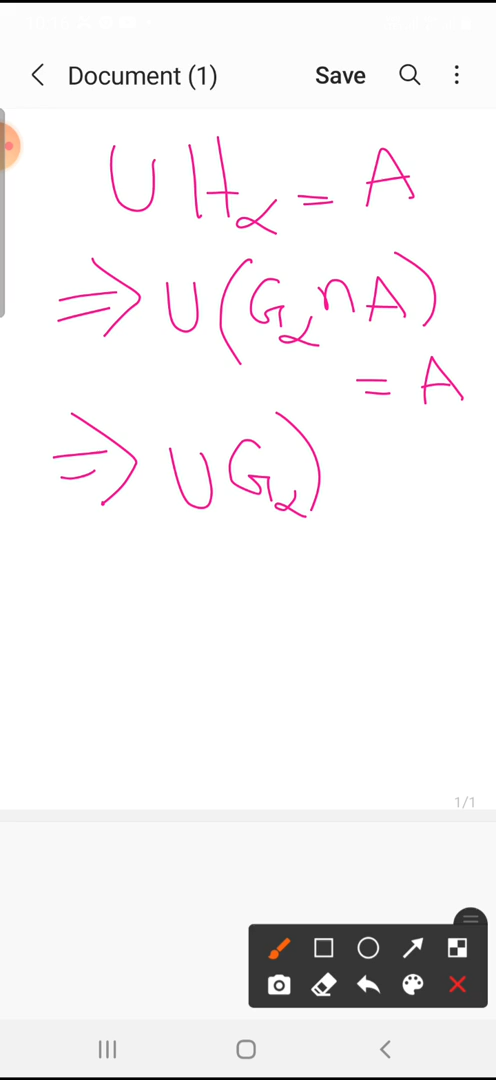 Document (1) Save
∪ H_α = A
⇒ ∪(G_α ∩ A)
= A
⇒ ∪ G_α)
1/1